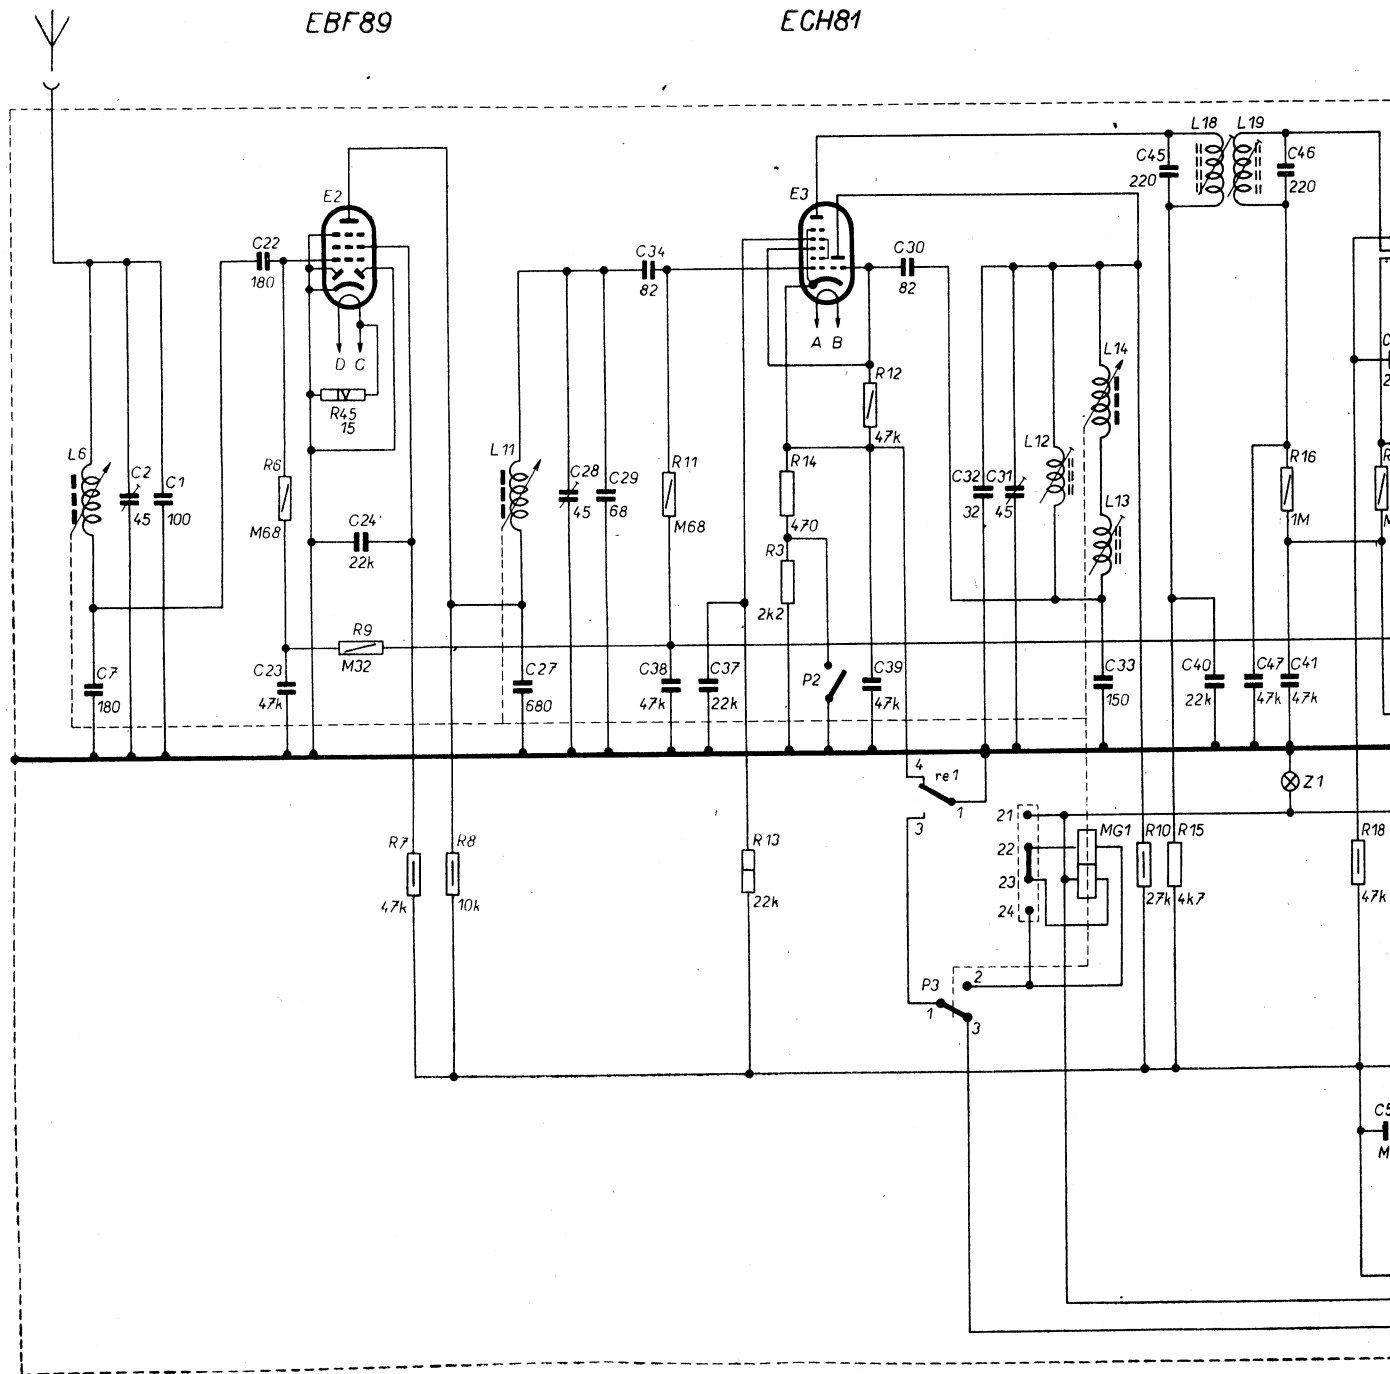 EBF89
ECH81
E2
E3
L18
L19
C45
220
C46
220
C22
180
C34
82
C30
82
D C
A B
R45
15
R12
47k
L14
L6
C2
45
C1
100
R6
M68
C24
22k
L11
C28
45
C29
68
R11
M68
R14
470
R3
2k2
C32
32
C31
45
L12
L13
R16
1M
R9
M32
C7
180
C23
47k
C27
680
C38
47k
C37
22k
P2
C39
47k
C33
150
C40
22k
C47
47k
C41
47k
4
re1
1
3
Z1
21
22
23
24
MG1
R7
47k
R8
10k
R13
22k
R10
27k
R15
4k7
R18
47k
P3
2
1
3
C5
M